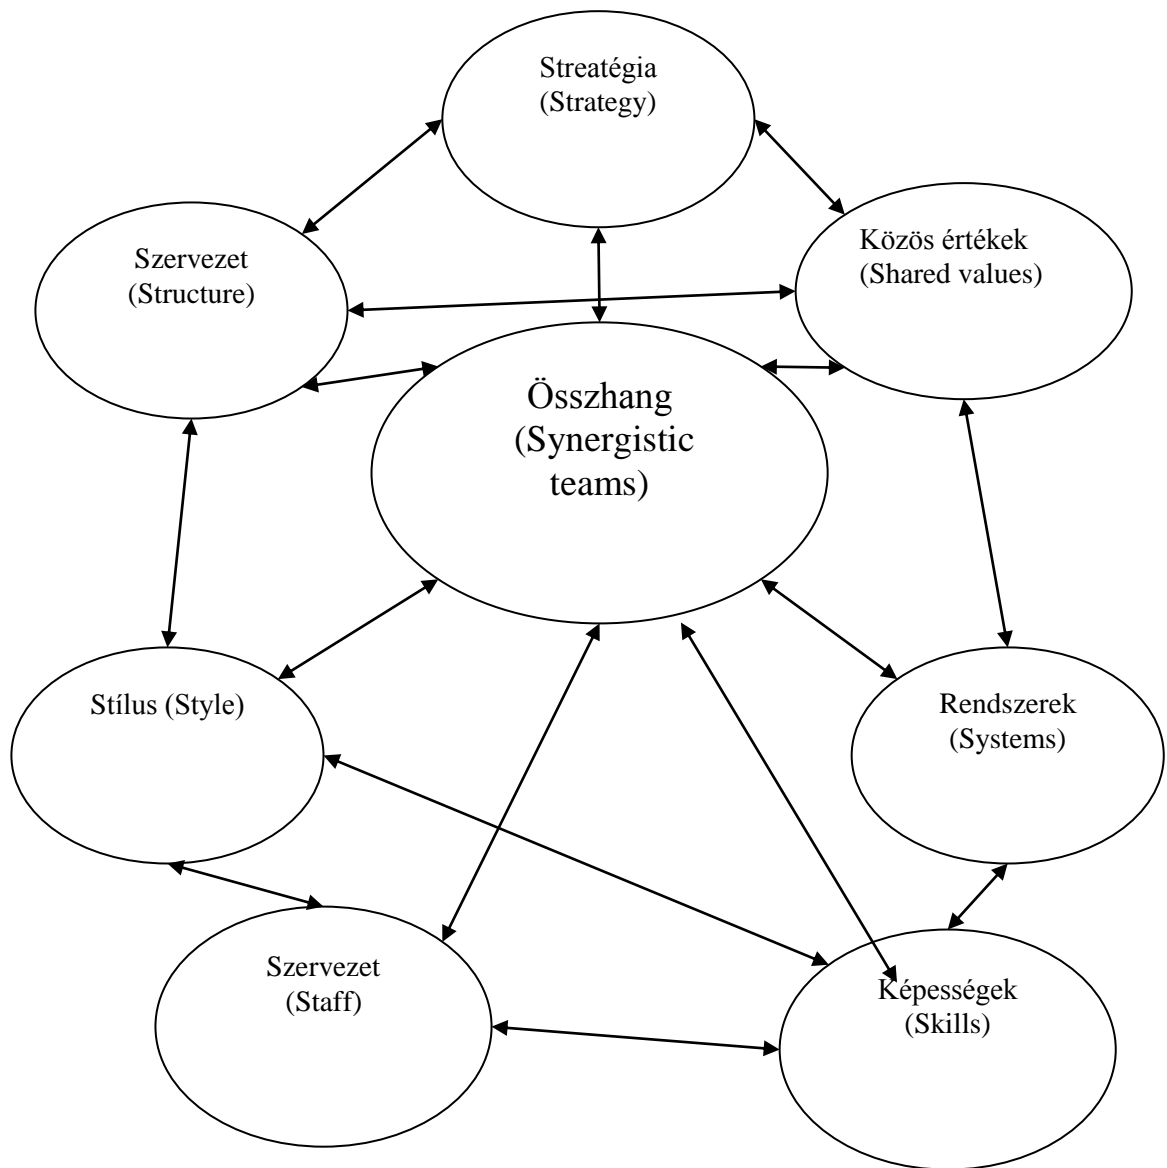 Streatégia
(Strategy)
Szervezet
(Structure)
Közös értékek
(Shared values)
Összhang
(Synergistic
teams)
Stílus (Style)
Rendszerek
(Systems)
Szervezet
(Staff)
Képességek
(Skills)